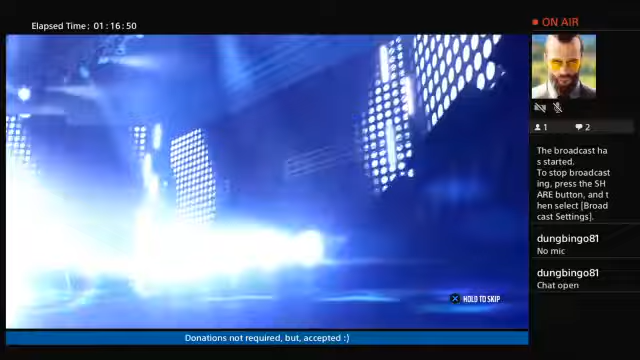 Elapsed Time: 01:16:50
ON AIR
1
2
The broadcast ha
s started.
To stop broadcast
ing, press the SH
ARE button, and t
hen select [Broad
cast Settings].
dungbingo81
No mic
dungbingo81
Chat open
HOLD TO SKIP
Donations not required, but, accepted :)